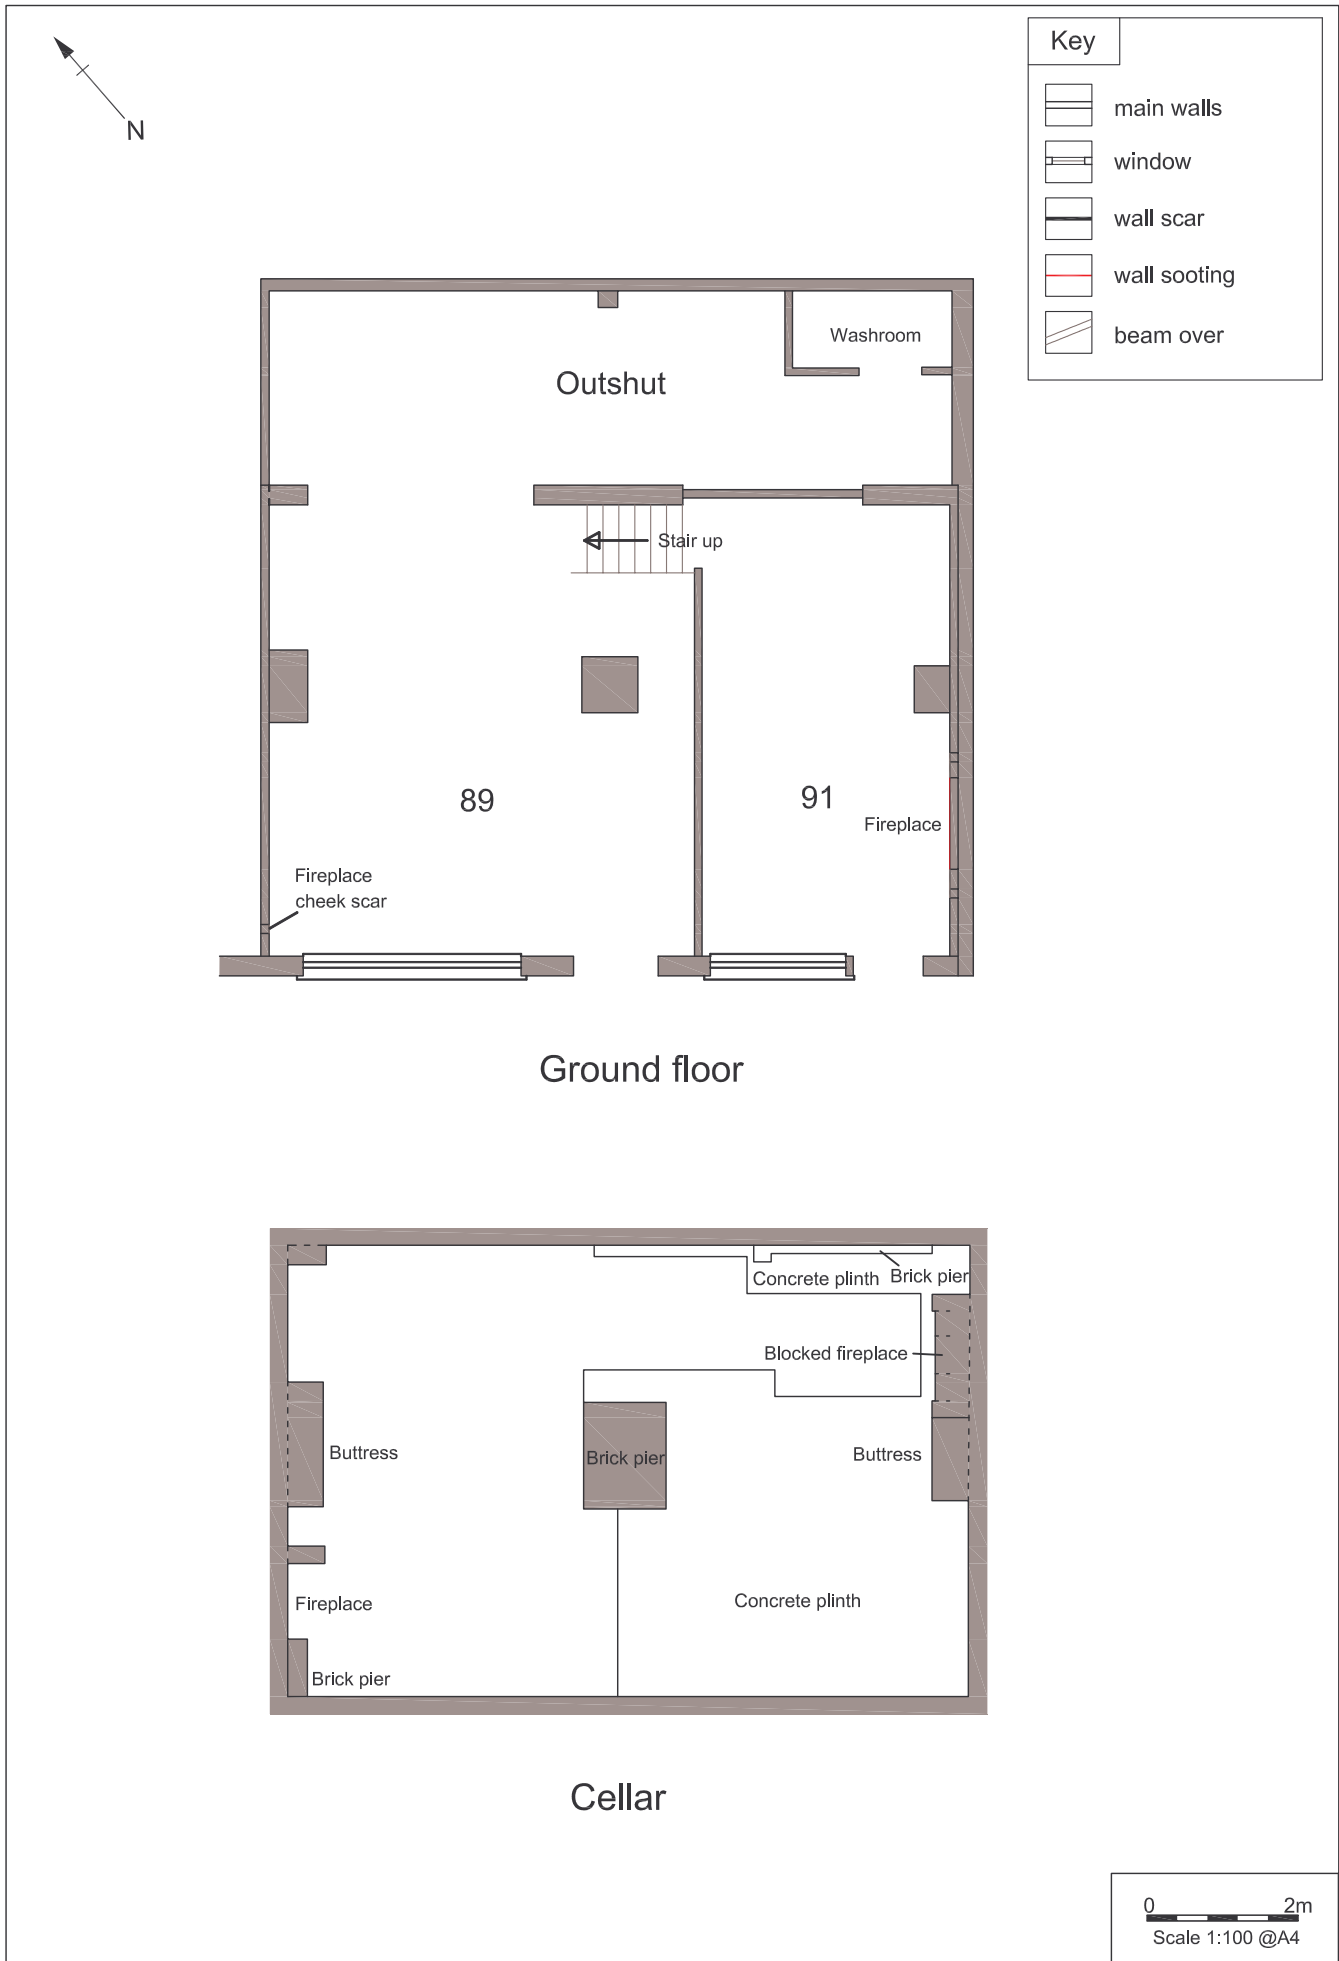 N
Key
main walls
window
wall scar
wall sooting
beam over
Washroom
Outshut
Stair up
89
91
Fireplace
Fireplace
cheek scar
Ground floor
Concrete plinth
Brick pier
Blocked fireplace
Buttress
Brick pier
Buttress
Fireplace
Concrete plinth
Brick pier
Cellar
0 2m
Scale 1:100 @A4